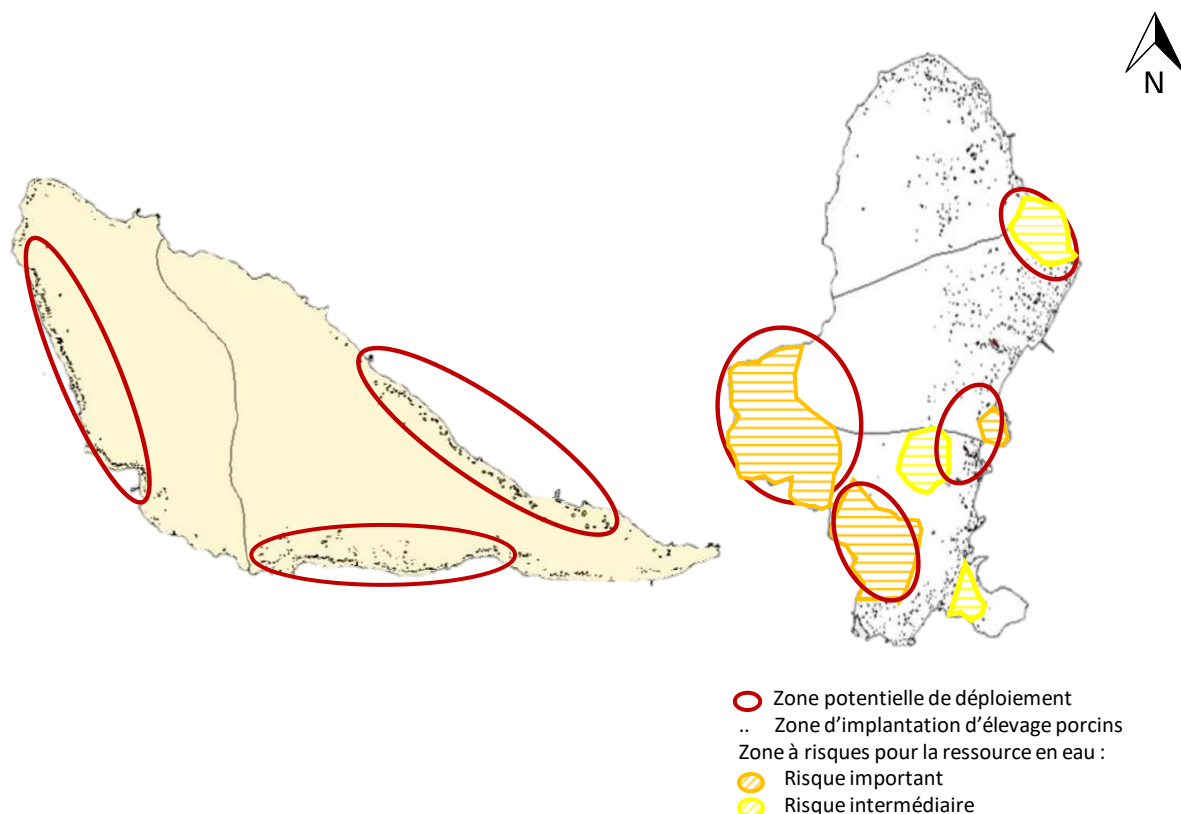 N
Zone potentielle de déploiement
.. Zone d'implantation d'élevage porcins
Zone à risques pour la ressource en eau :
Risque important
Risque intermédiaire